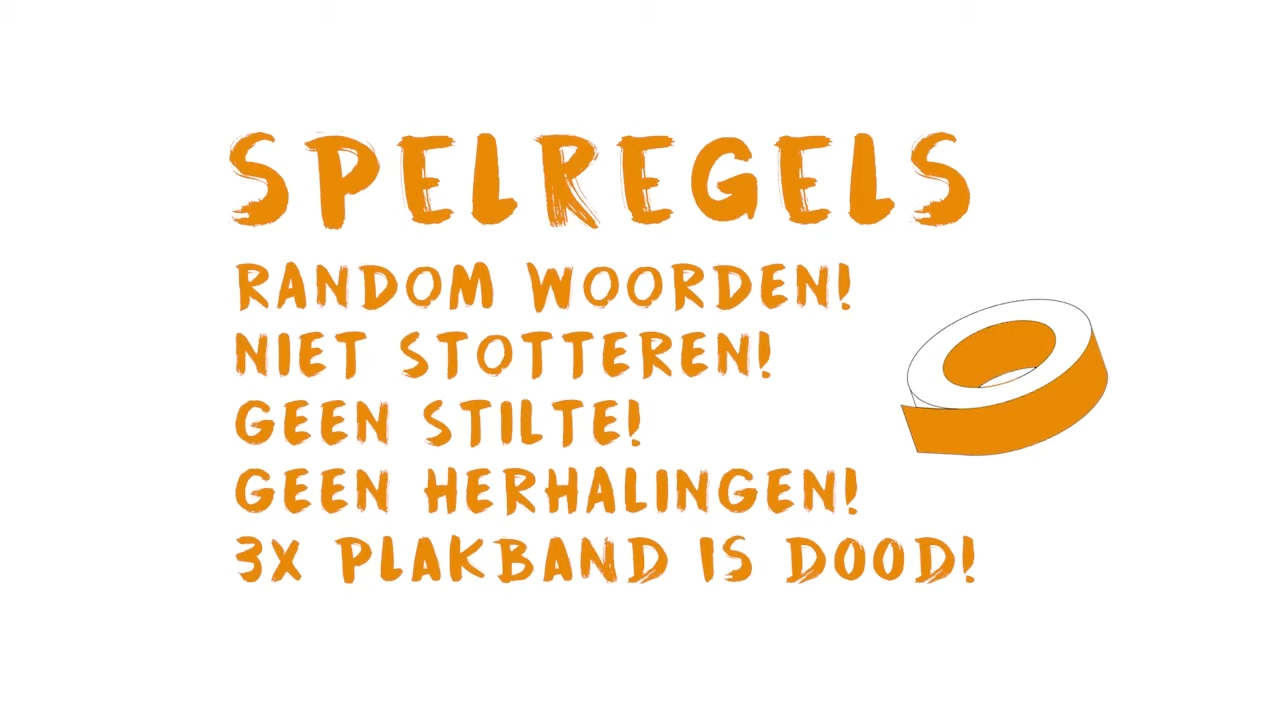 SPELREGELS
RANDOM WOORDEN!
NIET STOTTEREN!
GEEN STILTE!
GEEN HERHALINGEN!
3X PLAKBAND IS DOOD!